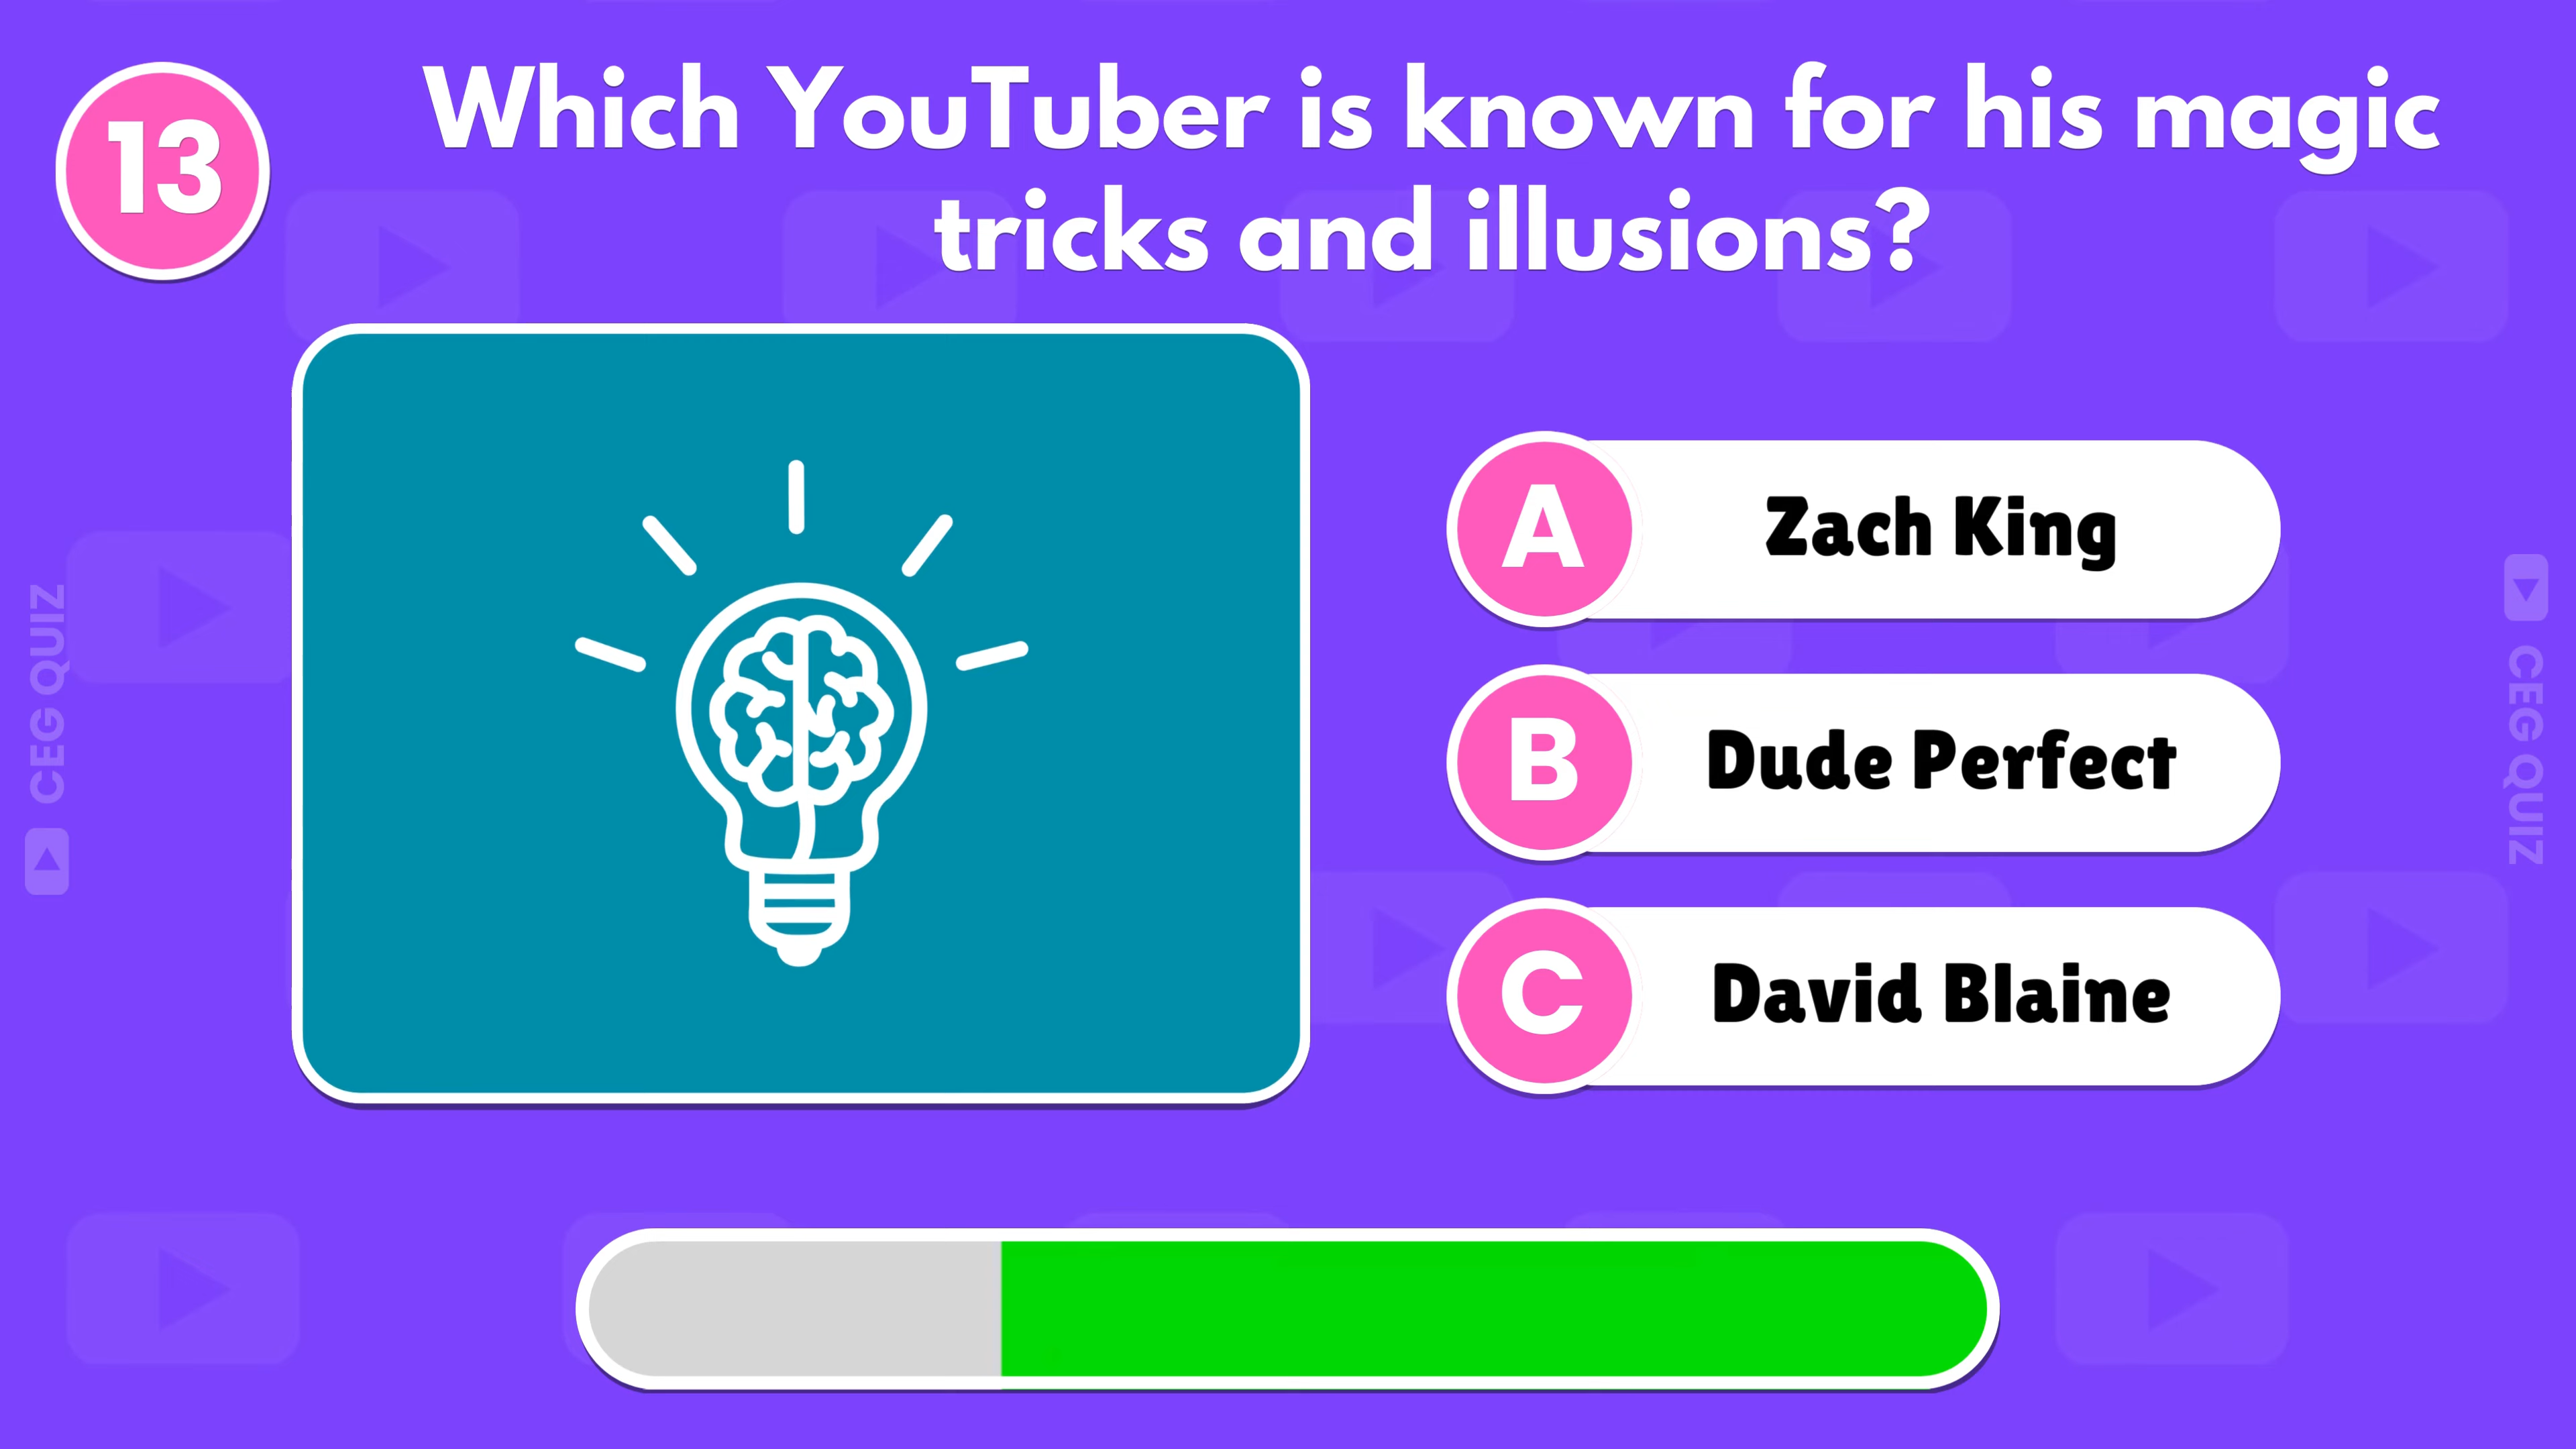 13
Which YouTuber is known for his magic
tricks and illusions?
A Zach King
B Dude Perfect
C David Blaine
CEG QUIZ
CEG QUIZ